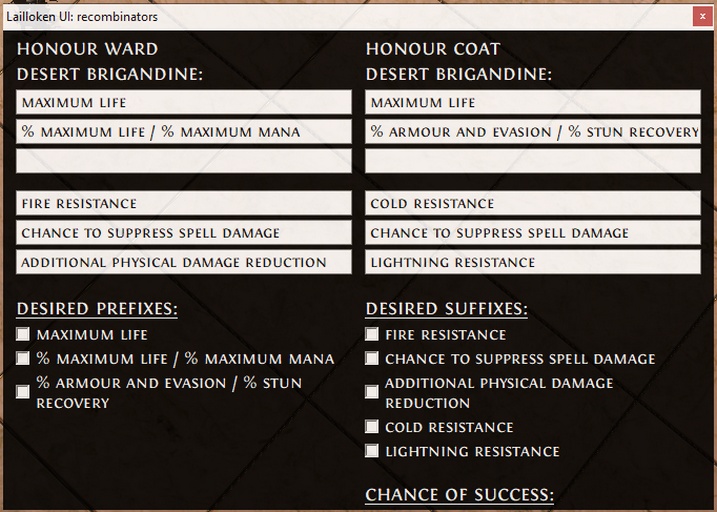 Lailloken UI: recombinators
x
HONOUR WARD
DESERT BRIGANDINE:
MAXIMUM LIFE
% MAXIMUM LIFE / % MAXIMUM MANA
FIRE RESISTANCE
CHANCE TO SUPPRESS SPELL DAMAGE
ADDITIONAL PHYSICAL DAMAGE REDUCTION
HONOUR COAT
DESERT BRIGANDINE:
MAXIMUM LIFE
% ARMOUR AND EVASION / % STUN RECOVERY
COLD RESISTANCE
CHANCE TO SUPPRESS SPELL DAMAGE
LIGHTNING RESISTANCE
DESIRED PREFIXES:
MAXIMUM LIFE
% MAXIMUM LIFE / % MAXIMUM MANA
% ARMOUR AND EVASION / % STUN
RECOVERY
DESIRED SUFFIXES:
FIRE RESISTANCE
CHANCE TO SUPPRESS SPELL DAMAGE
ADDITIONAL PHYSICAL DAMAGE
REDUCTION
COLD RESISTANCE
LIGHTNING RESISTANCE
CHANCE OF SUCCESS: